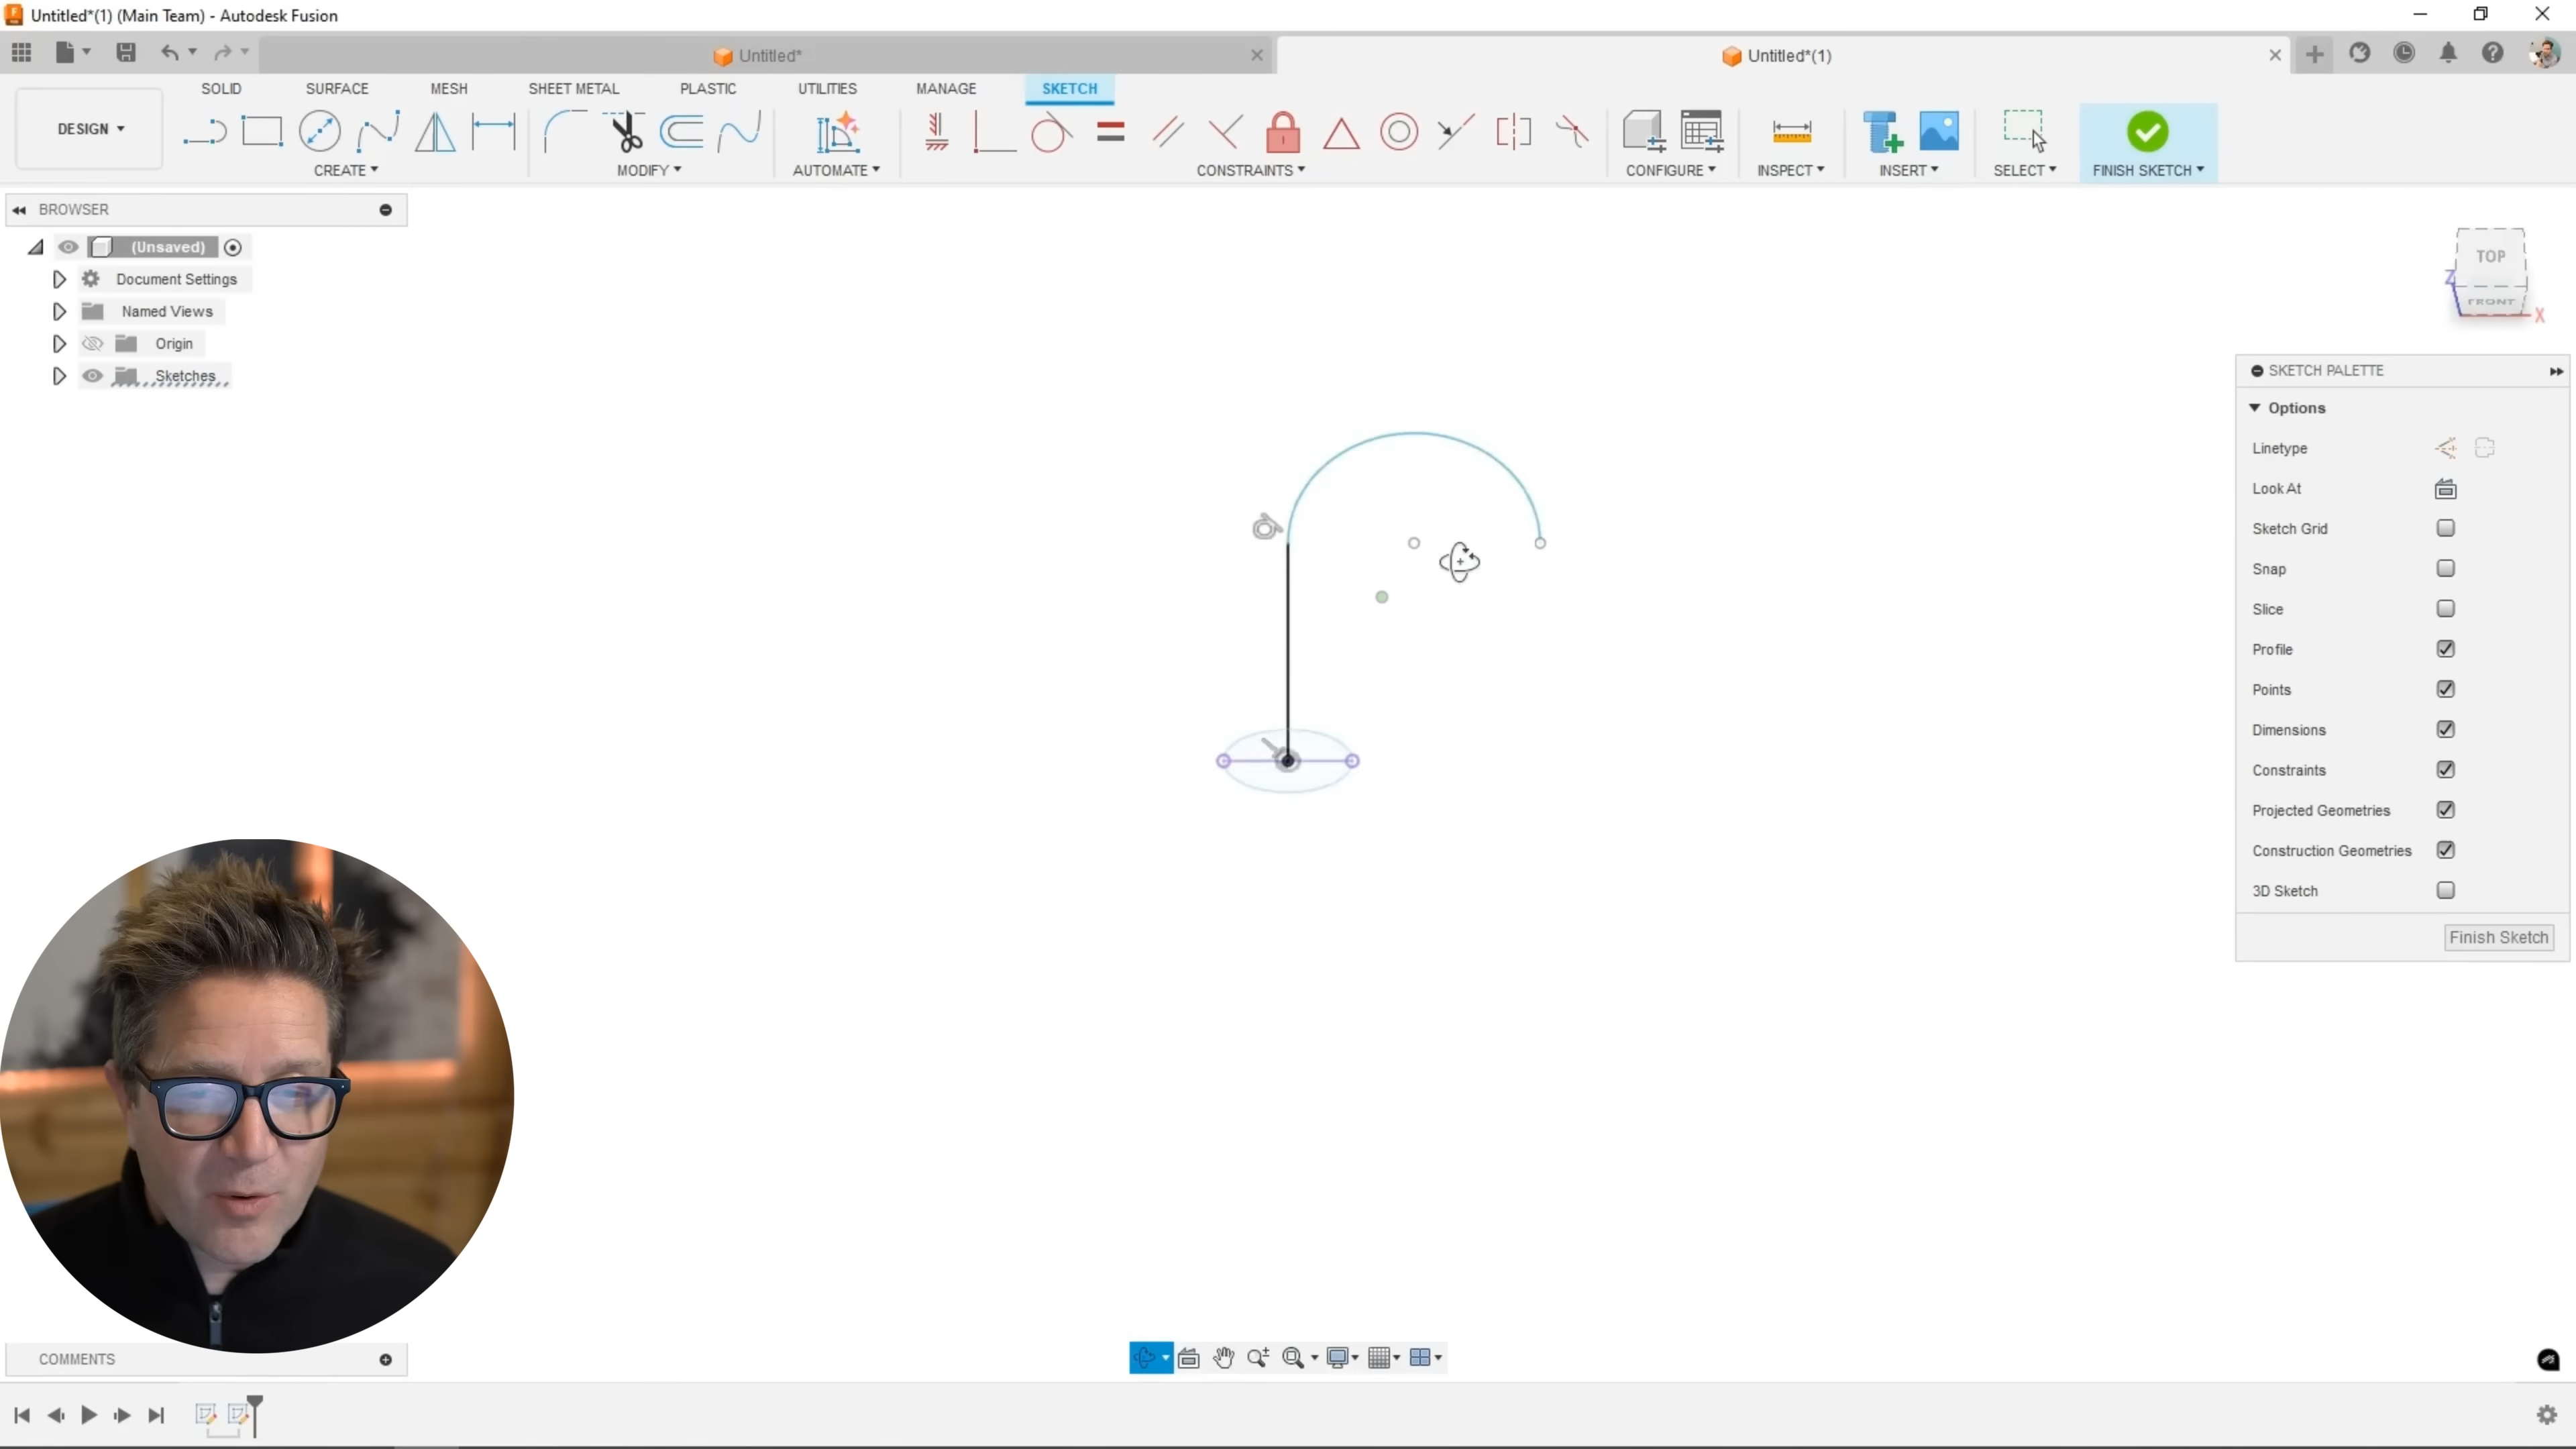 Untitled*(1) (Main Team) - Autodesk Fusion
Untitled*
Untitled*(1)
SOLID
SURFACE
MESH
SHEET METAL
PLASTIC
UTILITIES
MANAGE
SKETCH
DESIGN
CREATE
MODIFY
AUTOMATE
CONSTRAINTS
CONFIGURE
INSPECT
INSERT
SELECT
FINISH SKETCH
BROWSER
(Unsaved)
Document Settings
Named Views
Origin
Sketches
TOP
FRONT
Z
X
SKETCH PALETTE
Options
Linetype
Look At
Sketch Grid
Snap
Slice
Profile
Points
Dimensions
Constraints
Projected Geometries
Construction Geometries
3D Sketch
Finish Sketch
COMMENTS